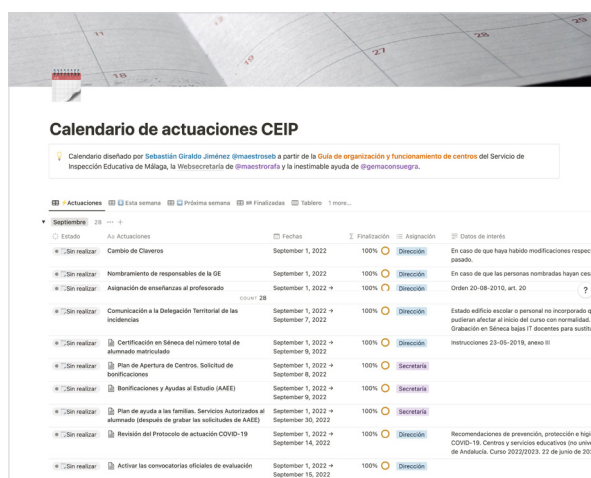 11
18
19
27
28
29
Calendario de actuaciones CEIP
Calendario diseñado por Sebastián Giraldo Jiménez @maestroseb a partir de la Guía de organización y funcionamiento de centros del Servicio de
Inspección Educativa de Málaga, la Websecretaría de @maestrorafa y la inestimable ayuda de @gemaconsuegra.
Actuaciones Esta semana Próxima semana Finalizadas Tablero 1 more...
Septiembre 28 ... +
Estado Aa Actuaciones Fechas Σ Finalización Asignación Datos de interés
Sin realizar Cambio de Claveros September 1, 2022 100% Dirección En caso de que haya habido modificaciones respec
pasado.
Sin realizar Nombramiento de responsables de la GE September 1, 2022 100% Dirección En caso de que las personas nombradas hayan ces
Sin realizar Asignación de enseñanzas al profesorado September 1, 2022 → 100% Dirección Orden 20-08-2010, art. 20
COUNT 28 ?
Sin realizar Comunicación a la Delegación Territorial de las September 1, 2022 → 100% Dirección Estado edificio escolar o personal no incorporado q
incidencias September 7, 2022 pudieran afectar al inicio del curso con normalidad.
Grabación en Séneca bajas IT docentes para sustitu
Sin realizar Certificación en Séneca del número total de September 1, 2022 → 100% Dirección Instrucciones 23-05-2019, anexo III
alumnado matriculado September 9, 2022
Sin realizar Plan de Apertura de Centros. Solicitud de September 1, 2022 → 100% Secretaría
bonificaciones September 8, 2022
Sin realizar Bonificaciones y Ayudas al Estudio (AAEE) September 1, 2022 → 100% Secretaría
September 9, 2022
Sin realizar Plan de ayuda a las familias. Servicios Autorizados al September 1, 2022 → 100% Secretaría
alumnado (después de grabar las solicitudes de AAEE) September 30, 2022
Sin realizar Revisión del Protocolo de actuación COVID-19 September 1, 2022 → 100% Dirección Recomendaciones de prevención, protección e higi
September 14, 2022 COVID-19. Centros y servicios educativos (no unive
de Andalucía. Curso 2022/2023. 22 de junio de 20
Sin realizar Activar las convocatorias oficiales de evaluación September 1, 2022 → 100% Dirección
September 15, 2022